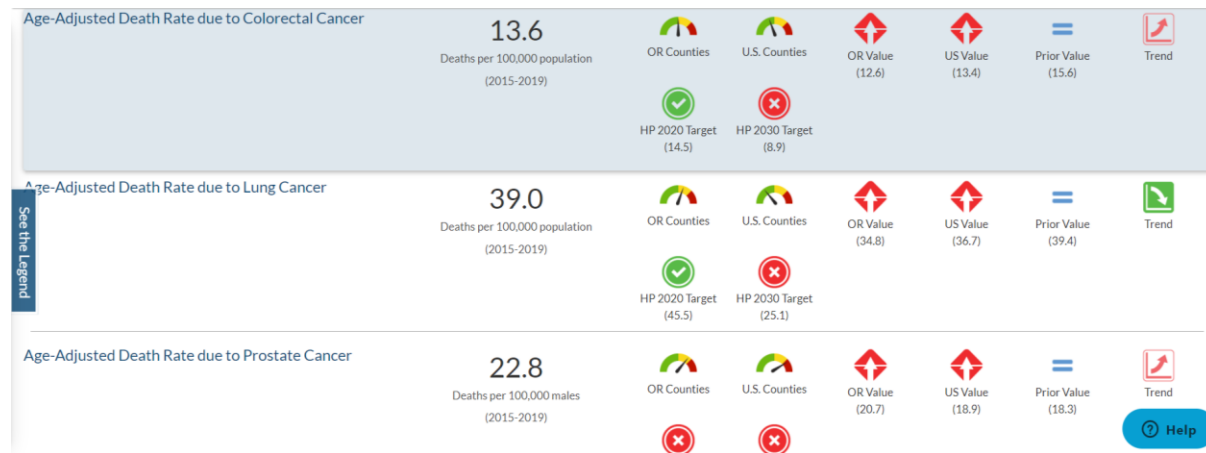 Age-Adjusted Death Rate due to Colorectal Cancer
13.6
Deaths per 100,000 population
(2015-2019)
OR Counties
U.S. Counties
OR Value
(12.6)
US Value
(13.4)
Prior Value
(15.6)
Trend
HP 2020 Target
(14.5)
HP 2030 Target
(8.9)
See the Legend
Age-Adjusted Death Rate due to Lung Cancer
39.0
Deaths per 100,000 population
(2015-2019)
OR Counties
U.S. Counties
OR Value
(34.8)
US Value
(36.7)
Prior Value
(39.4)
Trend
HP 2020 Target
(45.5)
HP 2030 Target
(25.1)
Age-Adjusted Death Rate due to Prostate Cancer
22.8
Deaths per 100,000 males
(2015-2019)
OR Counties
U.S. Counties
OR Value
(20.7)
US Value
(18.9)
Prior Value
(18.3)
Trend
Help